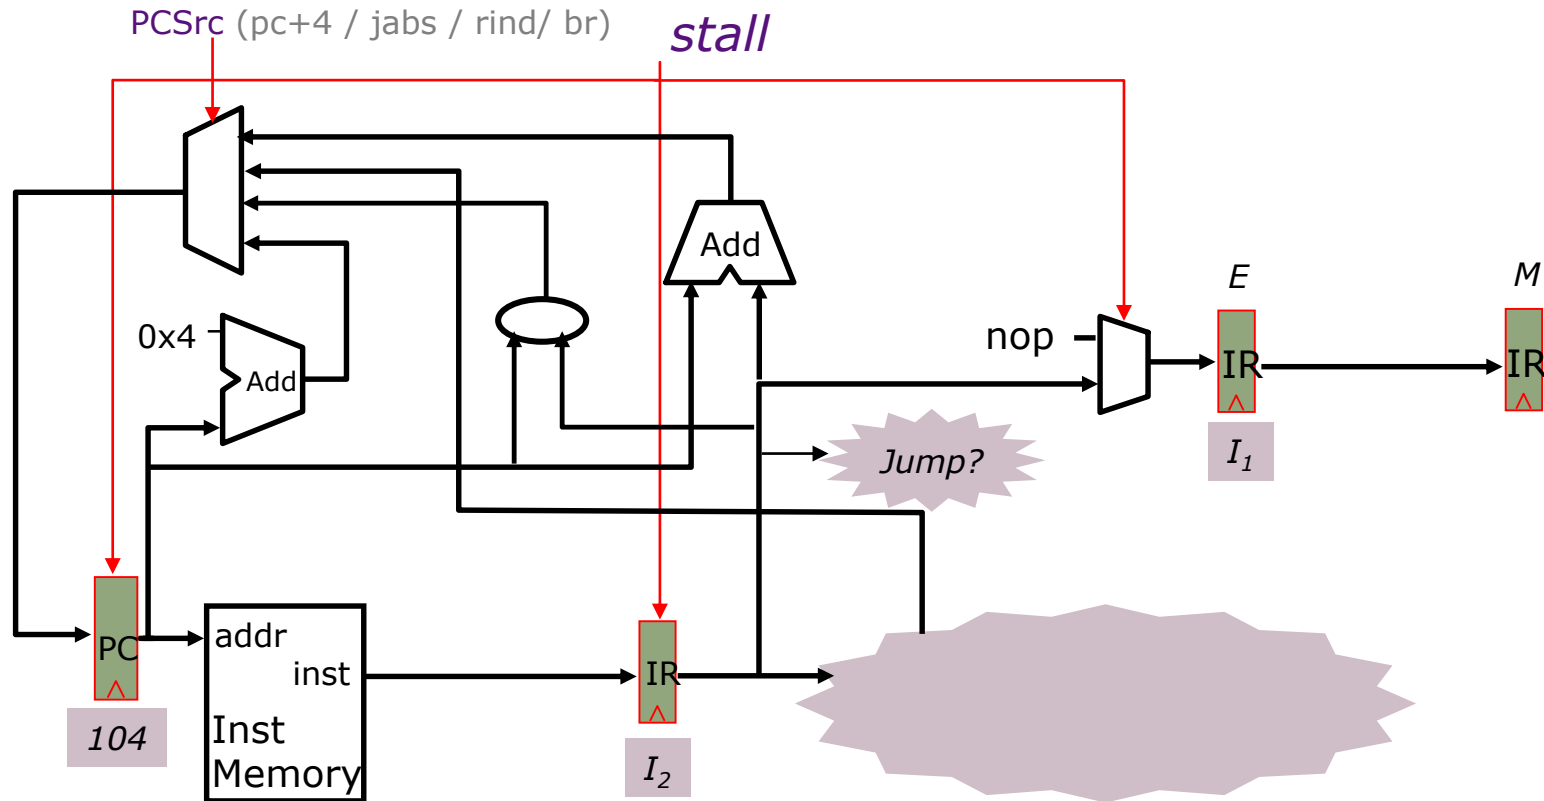 PCSrc (pc+4 / jabs / rind/ br)
stall
Add
E
M
0x4
Add
nop
IR
IR
Jump?
I1
PC
addr
inst
IR
Inst
Memory
104
I2